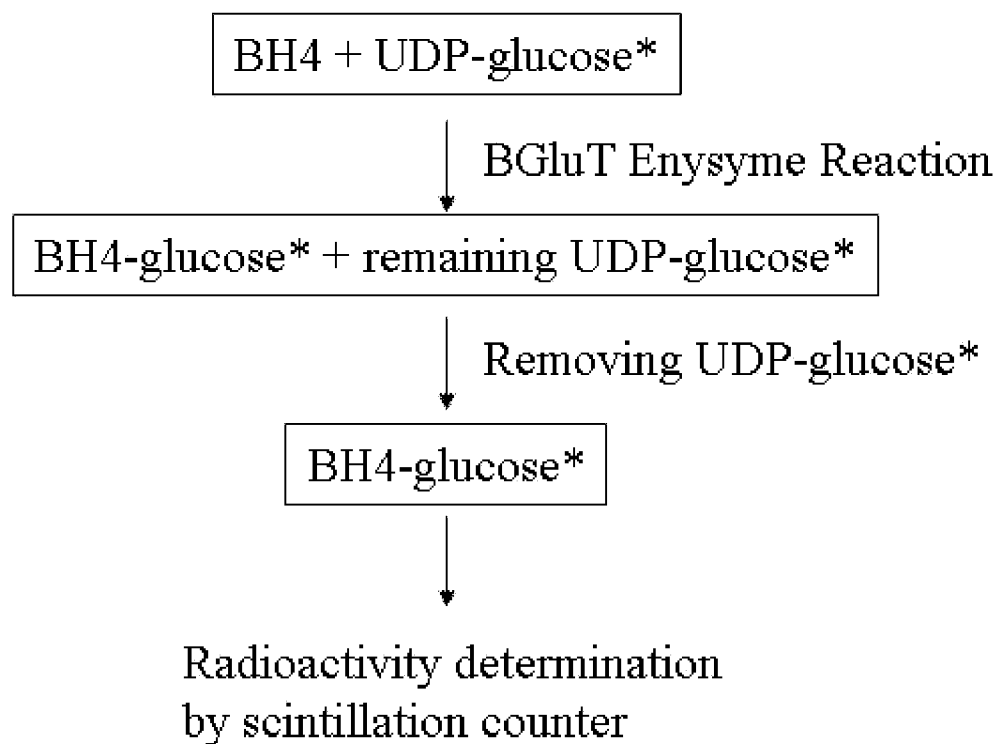 BH4 + UDP-glucose*
BGluT Enysyme Reaction
BH4-glucose* + remaining UDP-glucose*
Removing UDP-glucose*
BH4-glucose*
Radioactivity determination
by scintillation counter